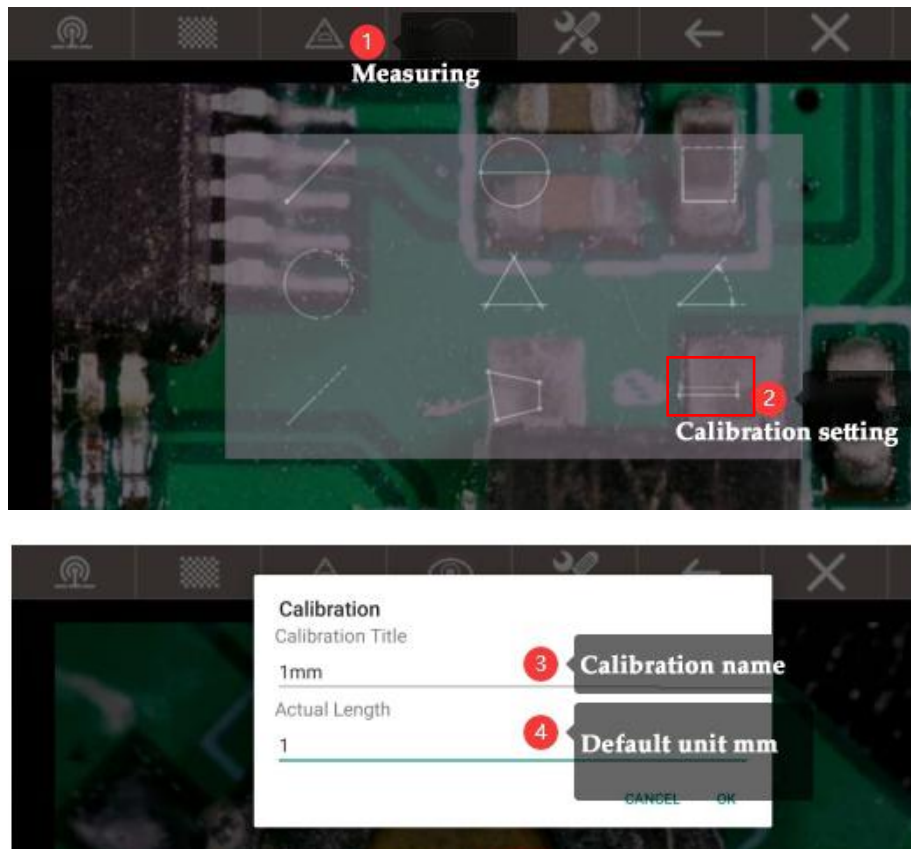 1
Measuring
2
Calibration setting
Calibration
Calibration Title
1mm
3 Calibration name
Actual Length
1
4 Default unit mm
CANCEL OK